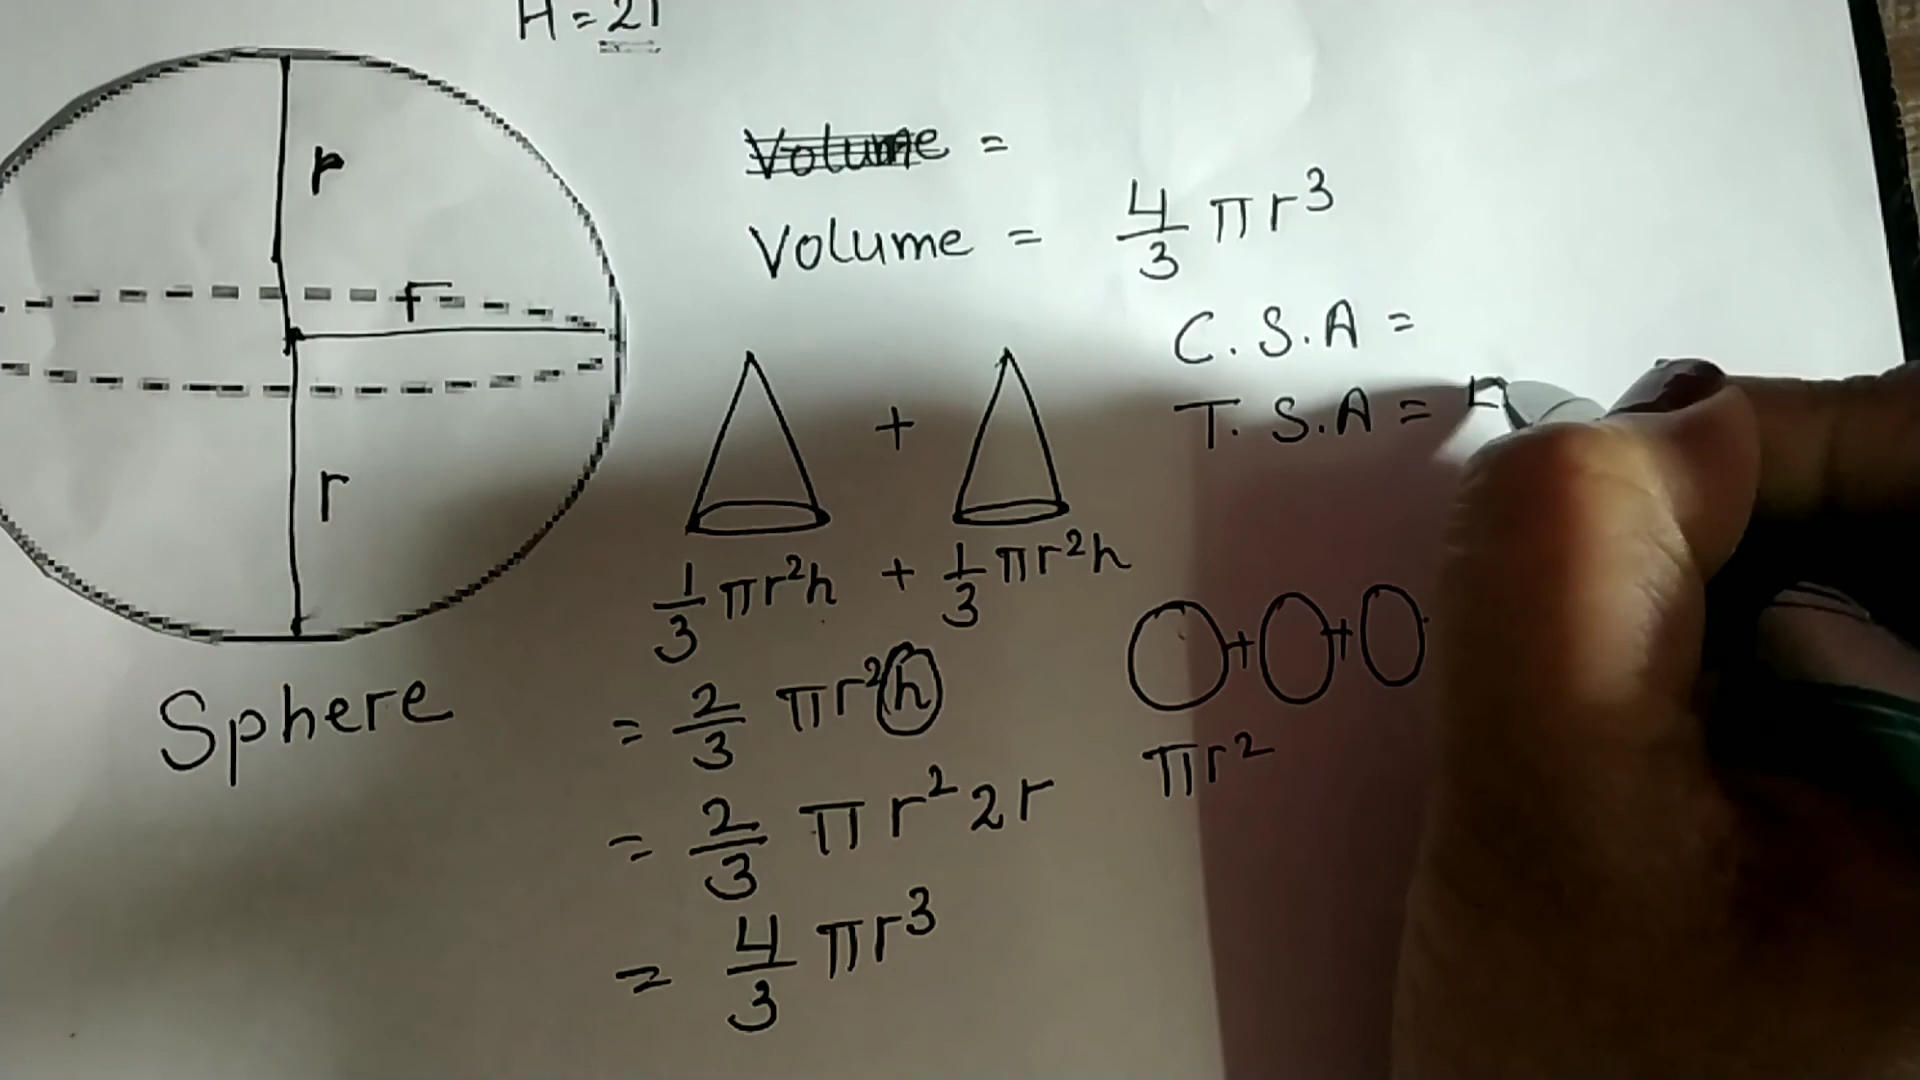 H = 2r
r
r
r
Sphere
Volume =
Volume = 4/3 πr³
C.S.A =
T.S.A =
+
1/3 πr²h + 1/3 πr²h
= 2/3 πr²h
= 2/3 πr² 2r
= 4/3 πr³
+ +
πr²